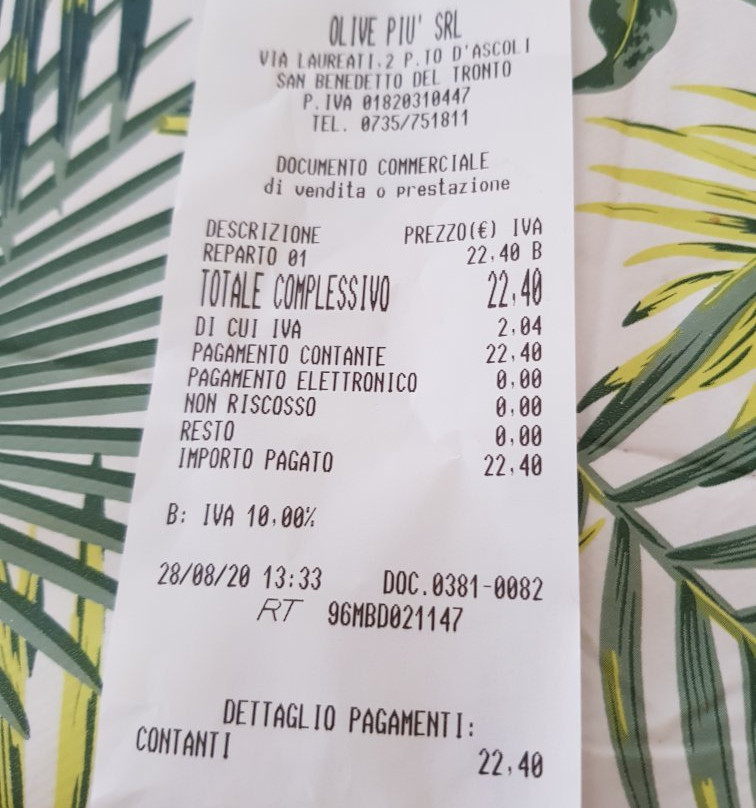 OLIVE PIU' SRL
VIA LAUREATI,2 P.TO D'ASCOLI
SAN BENEDETTO DEL TRONTO
P.IVA 01820310447
TEL. 0735/751811
DOCUMENTO COMMERCIALE
di vendita o prestazione
DESCRIZIONE PREZZO(€) IVA
REPARTO 01 22,40 B
TOTALE COMPLESSIVO 22,40
DI CUI IVA 2,04
PAGAMENTO CONTANTE 22,40
PAGAMENTO ELETTRONICO 0,00
NON RISCOSSO 0,00
RESTO 0,00
IMPORTO PAGATO 22,40
B: IVA 10,00%
28/08/20 13:33 DOC.0381-0082
RT 96MBD021147
DETTAGLIO PAGAMENTI:
CONTANTI 22,40